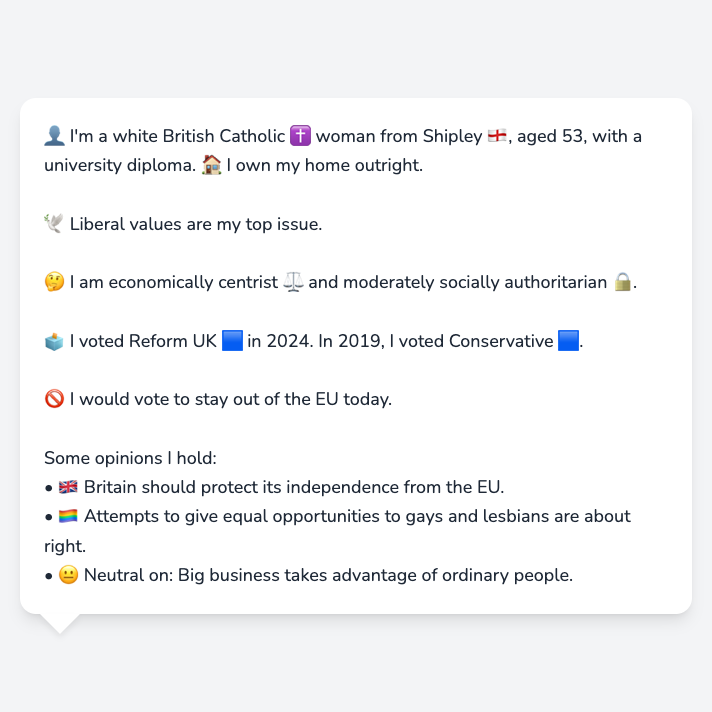 👤 I'm a white British Catholic ✝️ woman from Shipley 🏴󠁧󠁢󠁥󠁮󠁧󠁿, aged 53, with a
university diploma. 🏠 I own my home outright.
🕊️ Liberal values are my top issue.
🤔 I am economically centrist ⚖️ and moderately socially authoritarian 🔒.
🗳️ I voted Reform UK 🟦 in 2024. In 2019, I voted Conservative 🟦.
🚫 I would vote to stay out of the EU today.
Some opinions I hold:
• 🇬🇧 Britain should protect its independence from the EU.
• 🏳️‍🌈 Attempts to give equal opportunities to gays and lesbians are about
right.
• 😐 Neutral on: Big business takes advantage of ordinary people.